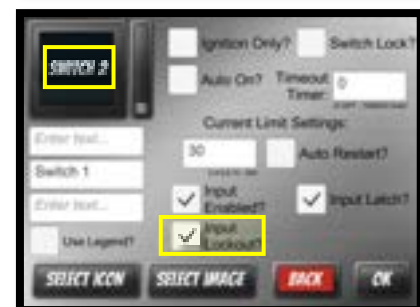 Ignition Only?
Switch Lock?
SWITCH 2
Auto On?
Timeout Timer:
0
Current Limit Settings:
Enter text...
30
Auto Restart?
Switch 1
Input Enabled?
Input Latch?
Enter text...
Use Legend?
Input Lockout?
SELECT ICON
SELECT IMAGE
BACK
OK